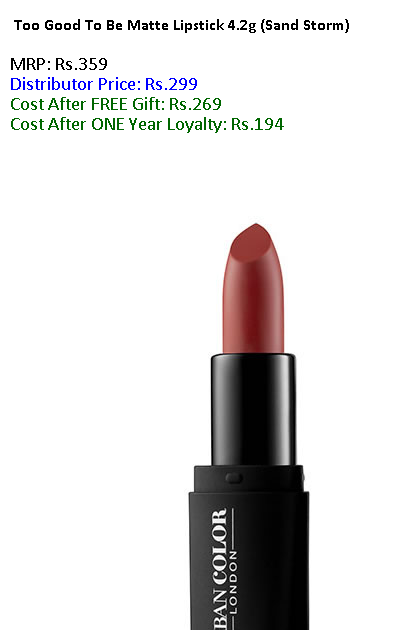 Too Good To Be Matte Lipstick 4.2g (Sand Storm)
MRP: Rs.359
Distributor Price: Rs.299
Cost After FREE Gift: Rs.269
Cost After ONE Year Loyalty: Rs.194
BAN COLOR
LONDON